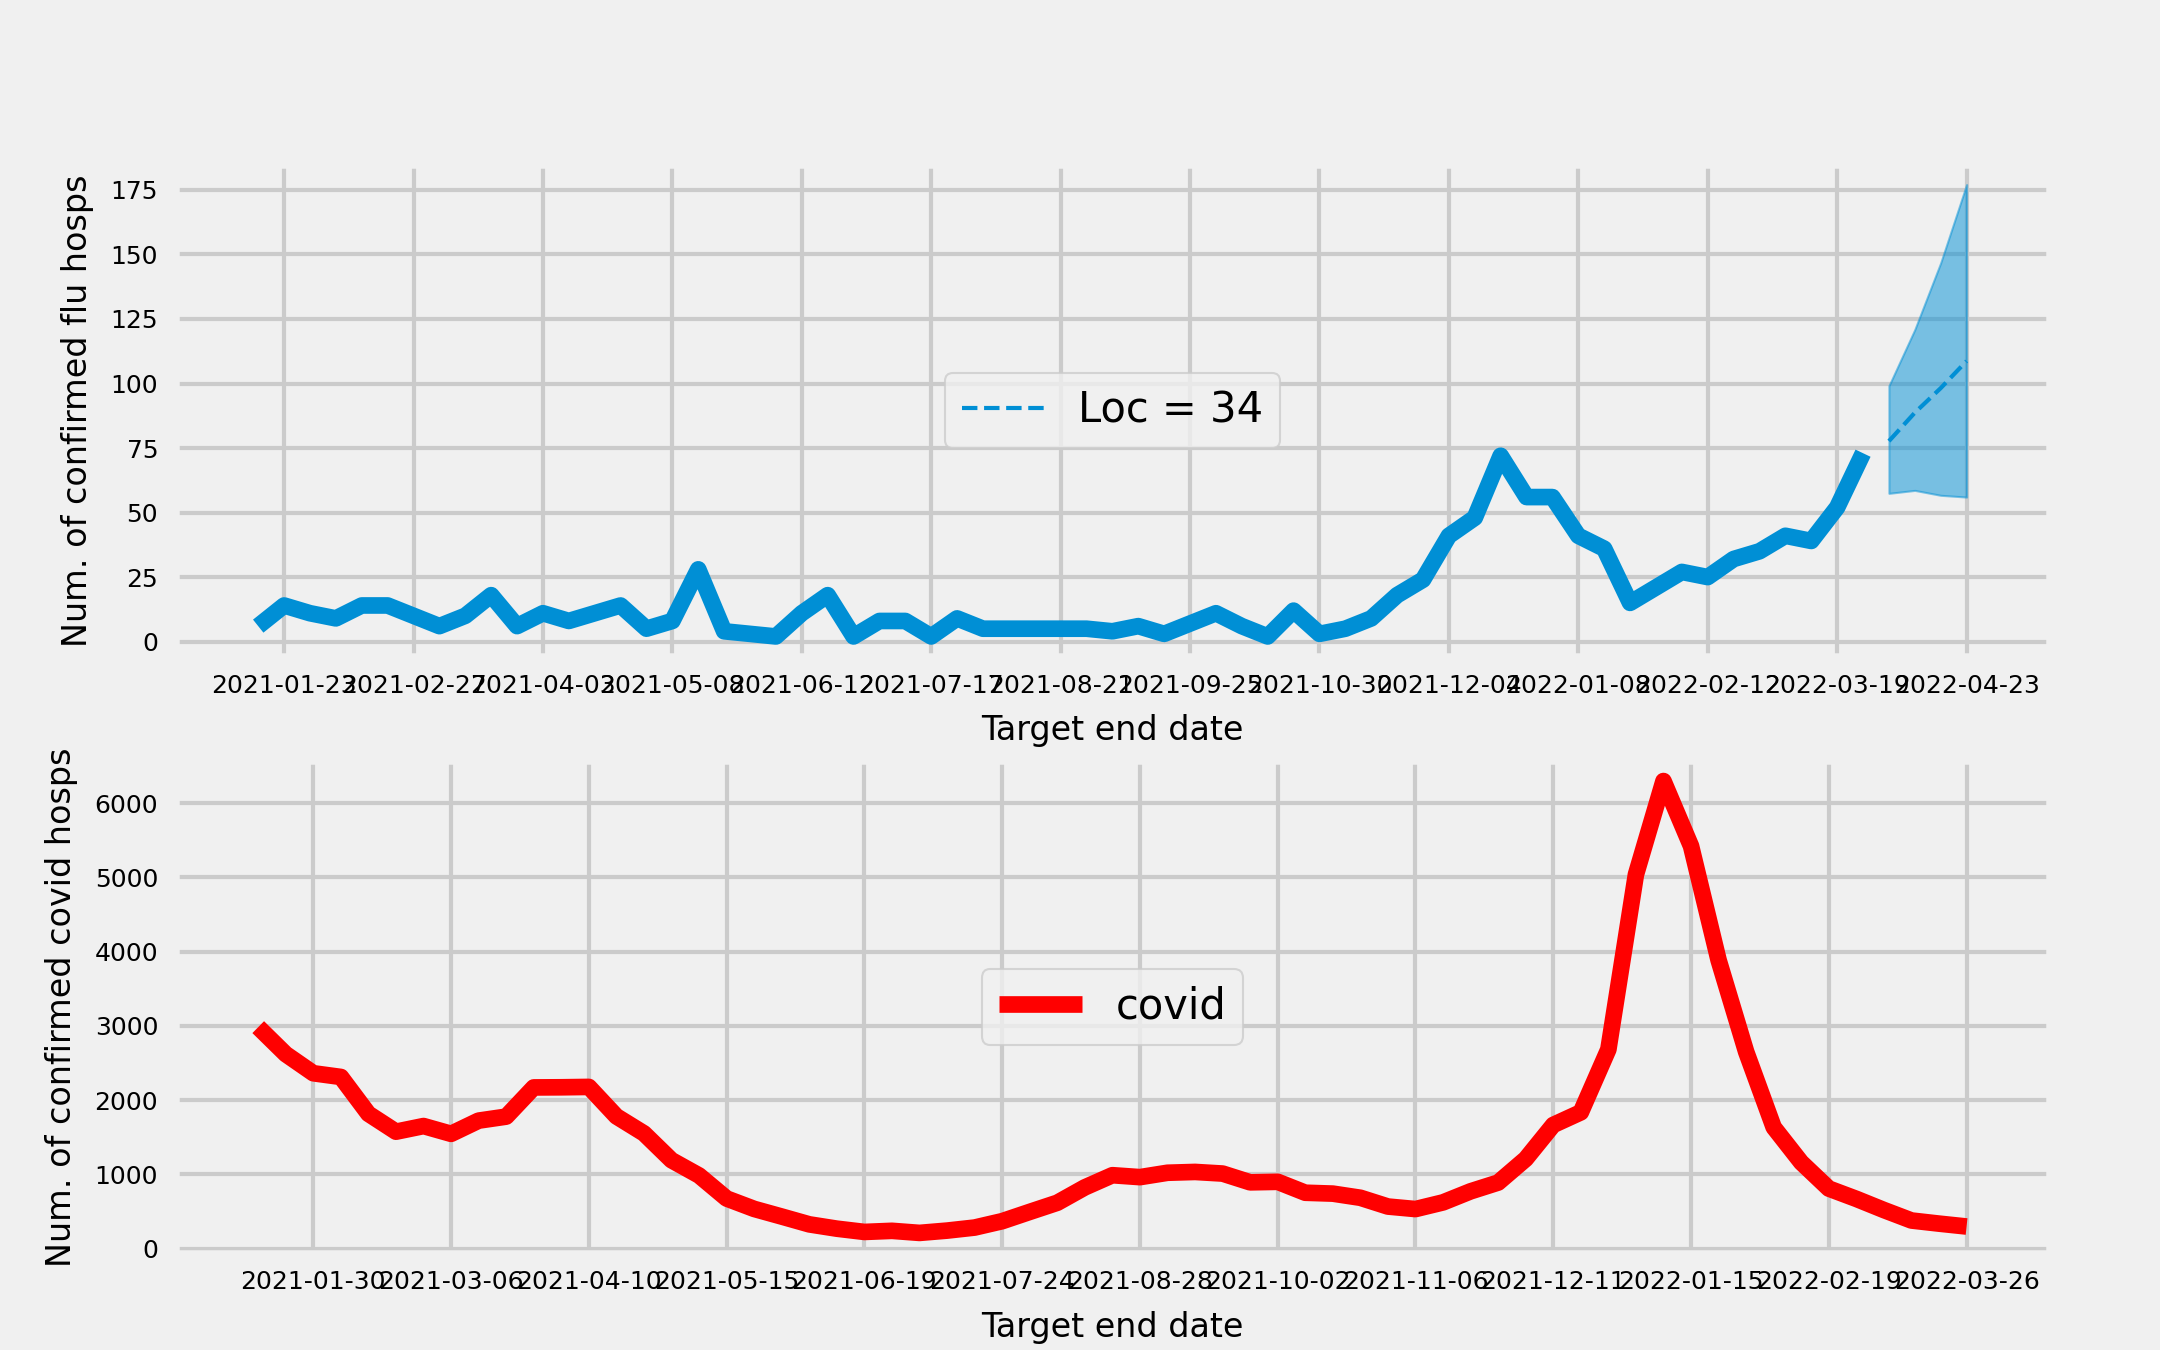 Num. of confirmed flu hosps
175
150
125
100
75
50
25
0
Loc = 34
2021-01-23 2021-02-27 2021-04-03 2021-05-08 2021-06-12 2021-07-17 2021-08-21 2021-09-25 2021-10-30 2021-12-04 2022-01-08 2022-02-12 2022-03-19 2022-04-23
Target end date
Num. of confirmed covid hosps
6000
5000
4000
3000
2000
1000
0
covid
2021-01-30 2021-03-06 2021-04-10 2021-05-15 2021-06-19 2021-07-24 2021-08-28 2021-10-02 2021-11-06 2021-12-11 2022-01-15 2022-02-19 2022-03-26
Target end date